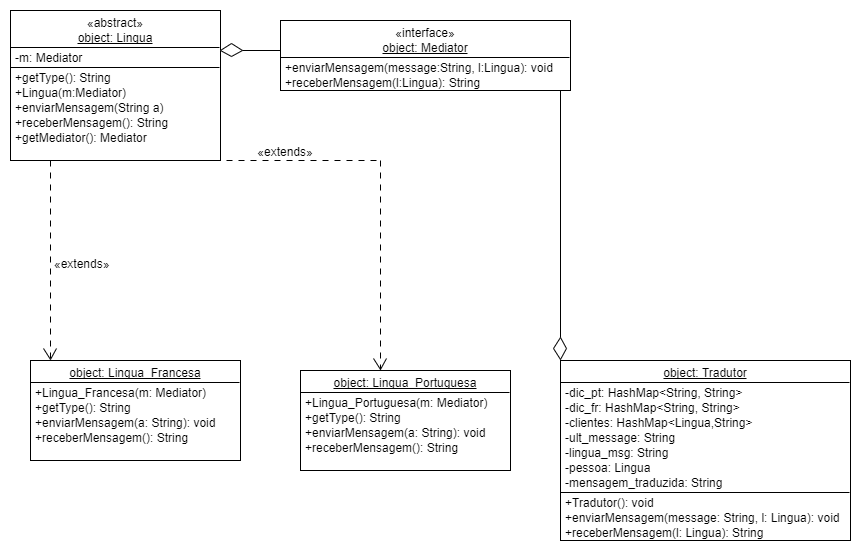 «abstract»
object: Lingua
-m: Mediator
+getType(): String
+Lingua(m:Mediator)
+enviarMensagem(String a)
+receberMensagem(): String
+getMediator(): Mediator
«interface»
object: Mediator
+enviarMensagem(message:String, l:Lingua): void
+receberMensagem(l:Lingua): String
«extends»
«extends»
object: Lingua_Francesa
+Lingua_Francesa(m: Mediator)
+getType(): String
+enviarMensagem(a: String): void
+receberMensagem(): String
object: Lingua_Portuguesa
+Lingua_Portuguesa(m: Mediator)
+getType(): String
+enviarMensagem(a: String): void
+receberMensagem(): String
object: Tradutor
-dic_pt: HashMap<String, String>
-dic_fr: HashMap<String, String>
-clientes: HashMap<Lingua,String>
-ult_message: String
-lingua_msg: String
-pessoa: Lingua
-mensagem_traduzida: String
+Tradutor(): void
+enviarMensagem(message: String, l: Lingua): void
+receberMensagem(l: Lingua): String